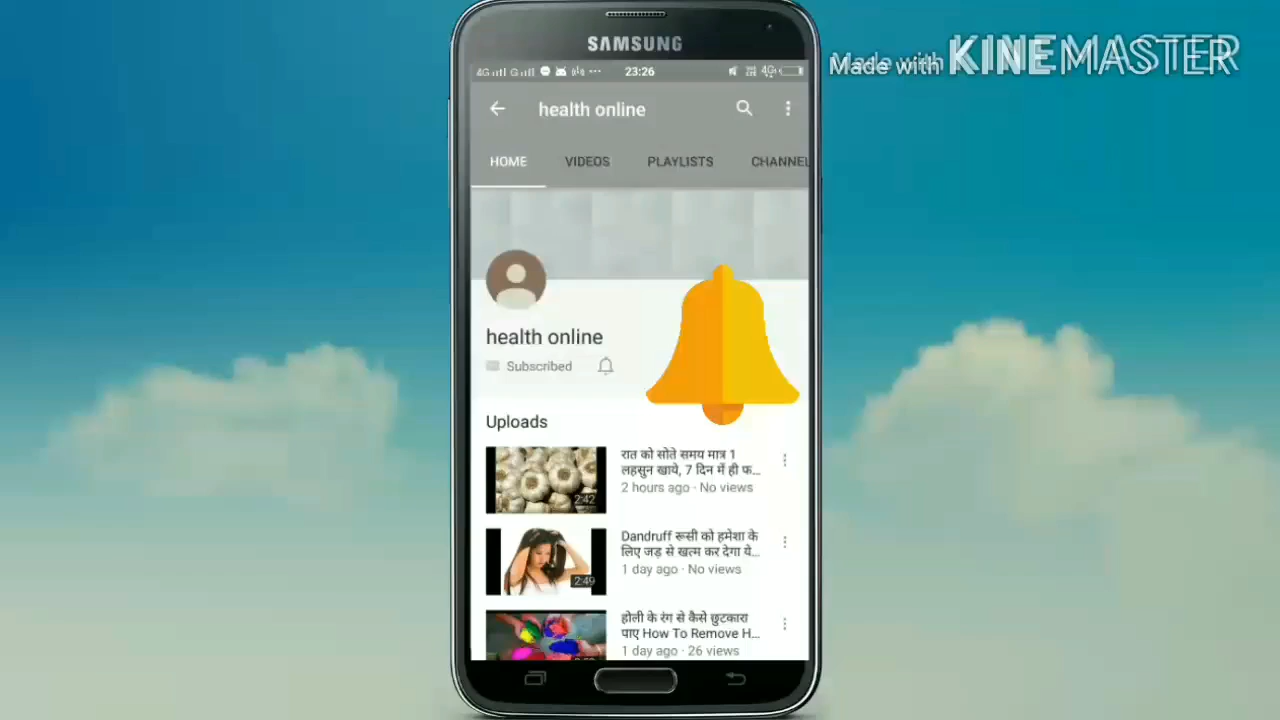 SAMSUNG
Made with KINEMASTER
4G G 23:26 4G
health online
HOME VIDEOS PLAYLISTS CHANNEL
health online
Subscribed
Uploads
रात को सोते समय मात्र 1
लहसुन खाये, 7 दिन में ही फ...
2 hours ago · No views
2:42
Dandruff रूसी को हमेशा के
लिए जड़ से खत्म कर देगा ये...
1 day ago · No views
2:49
होली के रंग से कैसे छुटकारा
पाए How To Remove H...
1 day ago · 26 views